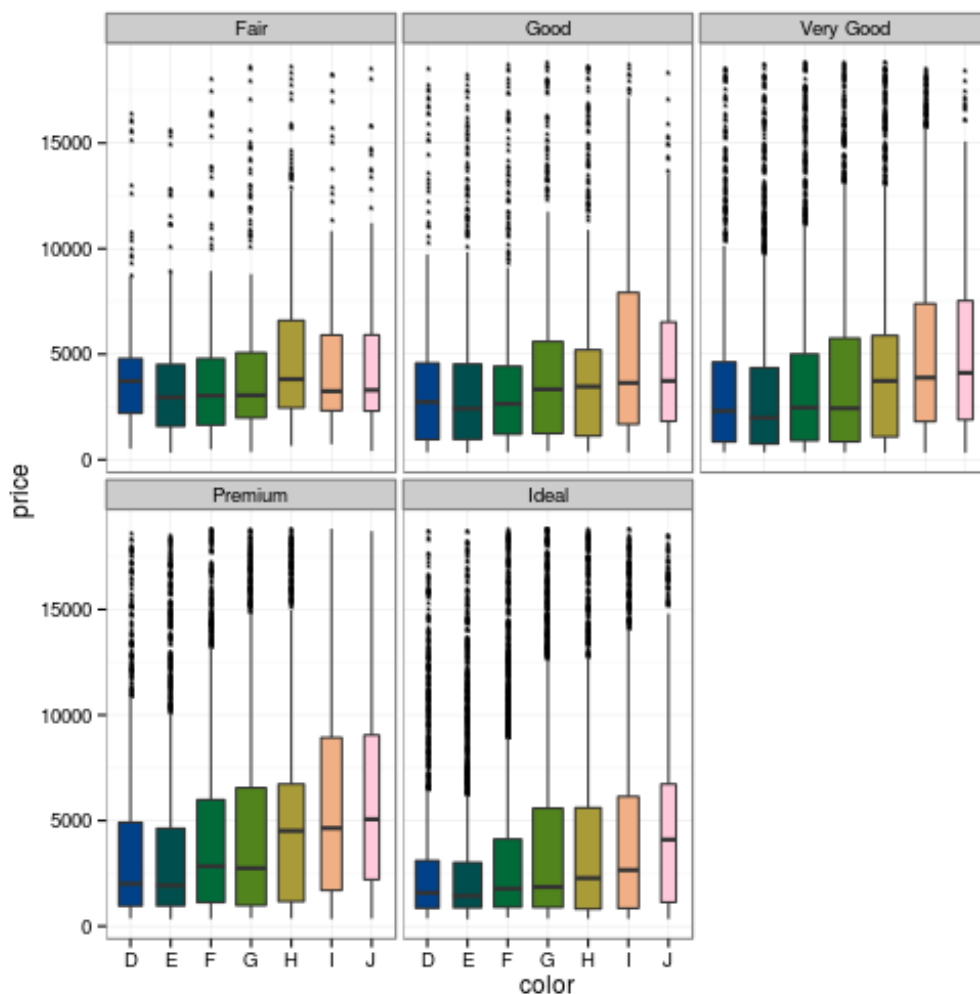 Fair
Good
Very Good
15000
10000
5000
0
price
Premium
Ideal
15000
10000
5000
0
D E F G H I J
D E F G H I J
color